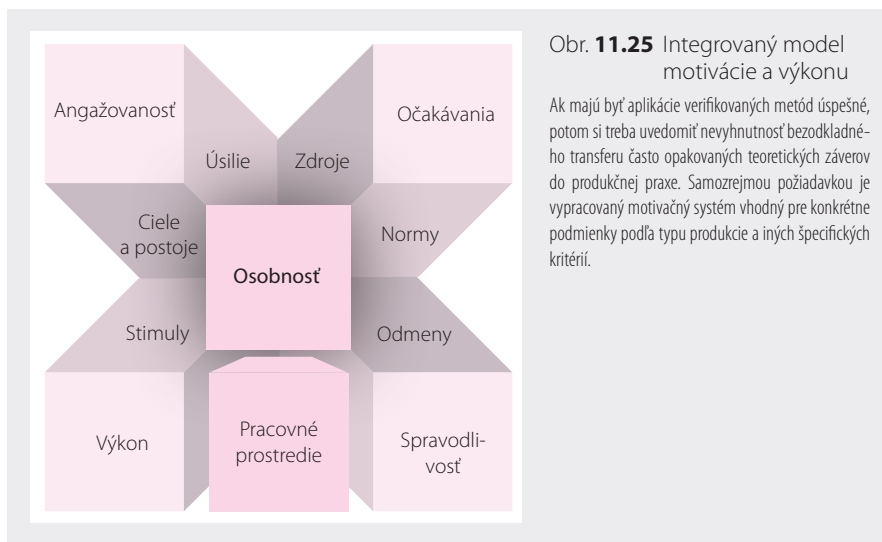 Angažovanosť
Očakávania
Úsilie
Zdroje
Ciele
a postoje
Normy
Osobnosť
Stimuly
Odmeny
Výkon
Pracovné
prostredie
Spravodli-
vosť
Obr. 11.25 Integrovaný model
motivácie a výkonu
Ak majú byť aplikácie verifikovaných metód úspešné,
potom si treba uvedomiť nevyhnutnosť bezodkladné-
ho transferu často opakovaných teoretických záverov
do produkčnej praxe. Samozrejmou požiadavkou je
vypracovaný motivačný systém vhodný pre konkrétne
podmienky podľa typu produkcie a iných špecifických
kritérií.